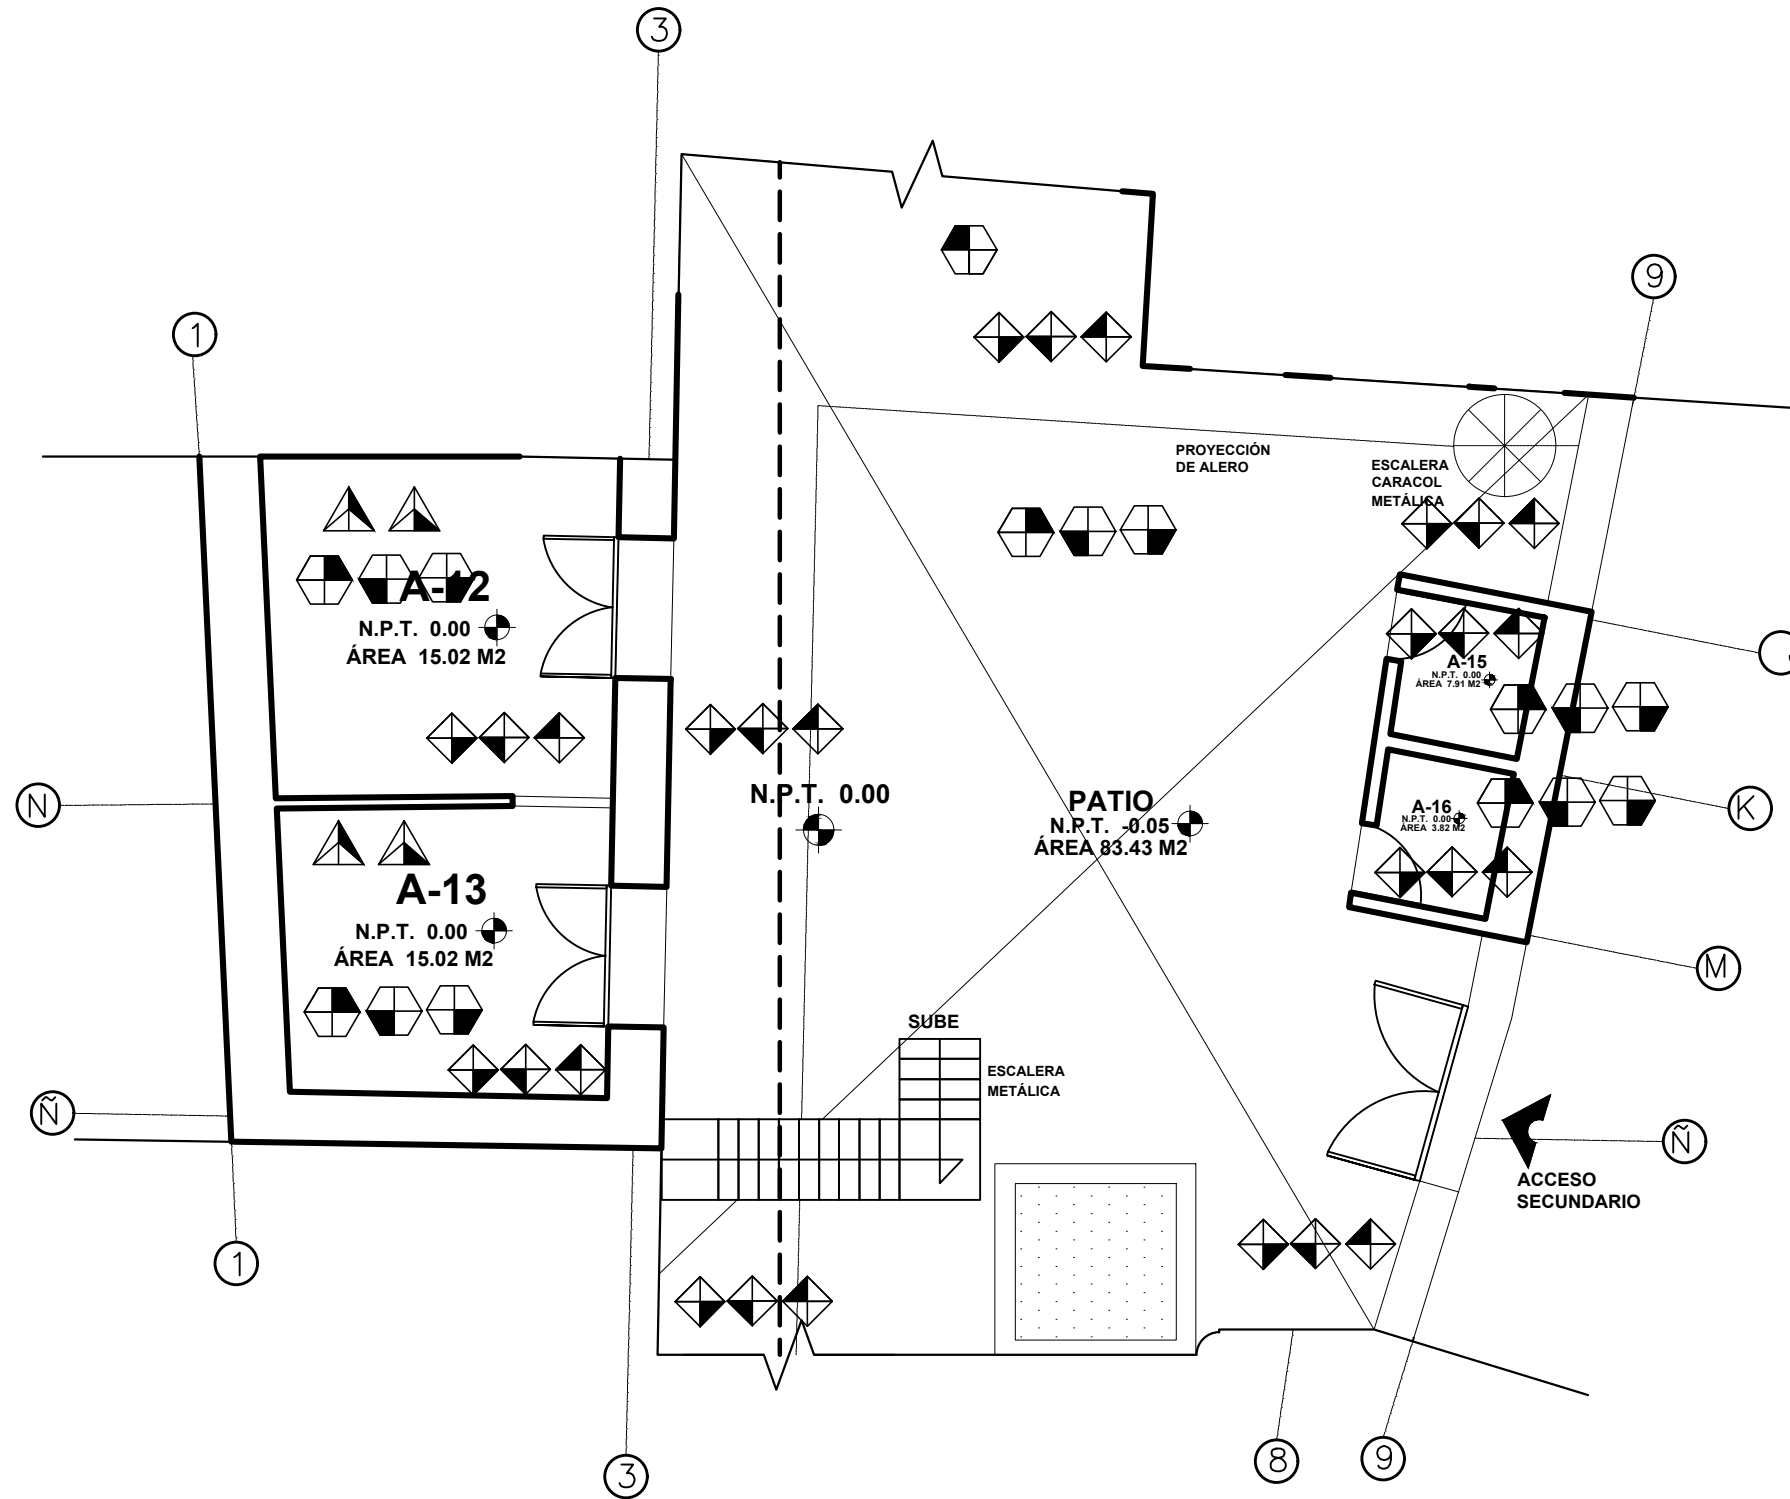 3
9
1
PROYECCIÓN
DE ALERO
ESCALERA
CARACOL
METÁLICA
A-12
N.P.T. 0.00
ÁREA 15.02 M2
A-15
N.P.T. 0.00
ÁREA 7.91 M2
N
N.P.T. 0.00
PATIO
N.P.T. -0.05
ÁREA 83.43 M2
A-16
N.P.T. 0.00
ÁREA 3.82 M2
K
A-13
N.P.T. 0.00
ÁREA 15.02 M2
M
SUBE
ESCALERA
METÁLICA
Ñ
Ñ
ACCESO
SECUNDARIO
1
3
8
9